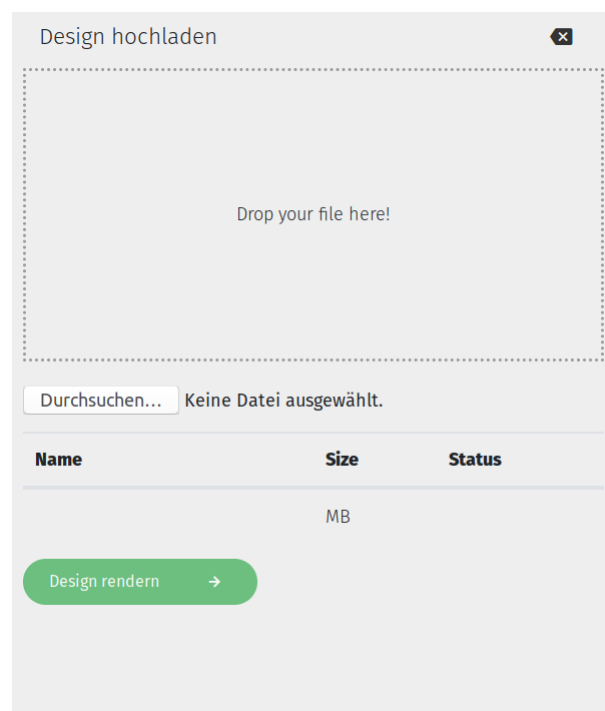 Design hochladen
Drop your file here!
Durchsuchen... Keine Datei ausgewählt.
Name Size Status
MB
Design rendern